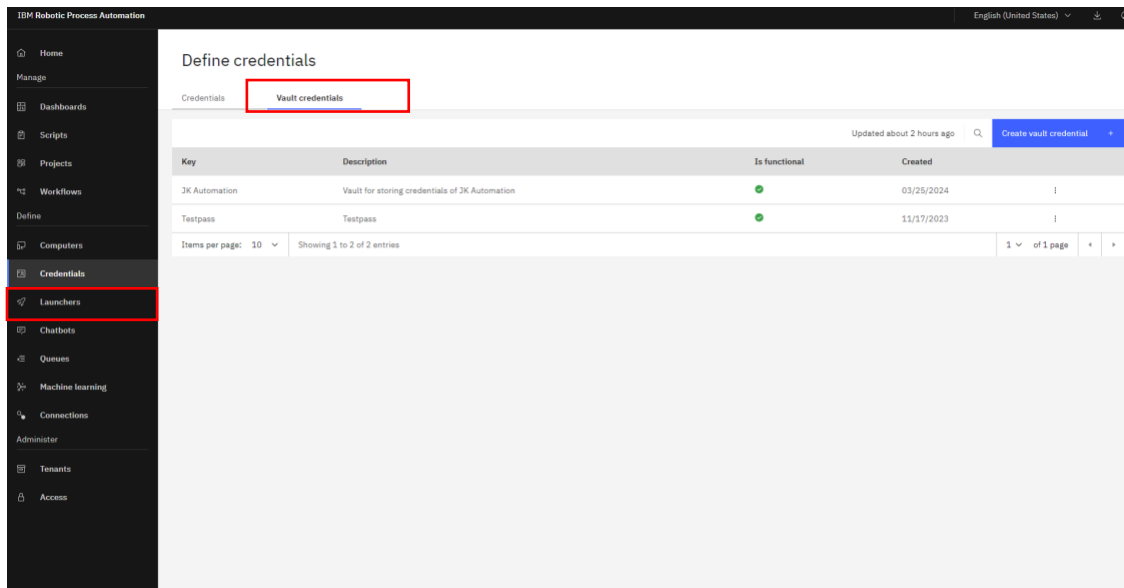 IBM Robotic Process Automation
English (United States)
Home
Manage
Dashboards
Scripts
Projects
Workflows
Define
Computers
Credentials
Launchers
Chatbots
Queues
Machine learning
Connections
Administer
Tenants
Access
Define credentials
Credentials Vault credentials
Updated about 2 hours ago Create vault credential +
Key Description Is functional Created
JK Automation Vault for storing credentials of JK Automation 03/25/2024
Testpass Testpass 11/17/2023
Items per page: 10 Showing 1 to 2 of 2 entries 1 of 1 page